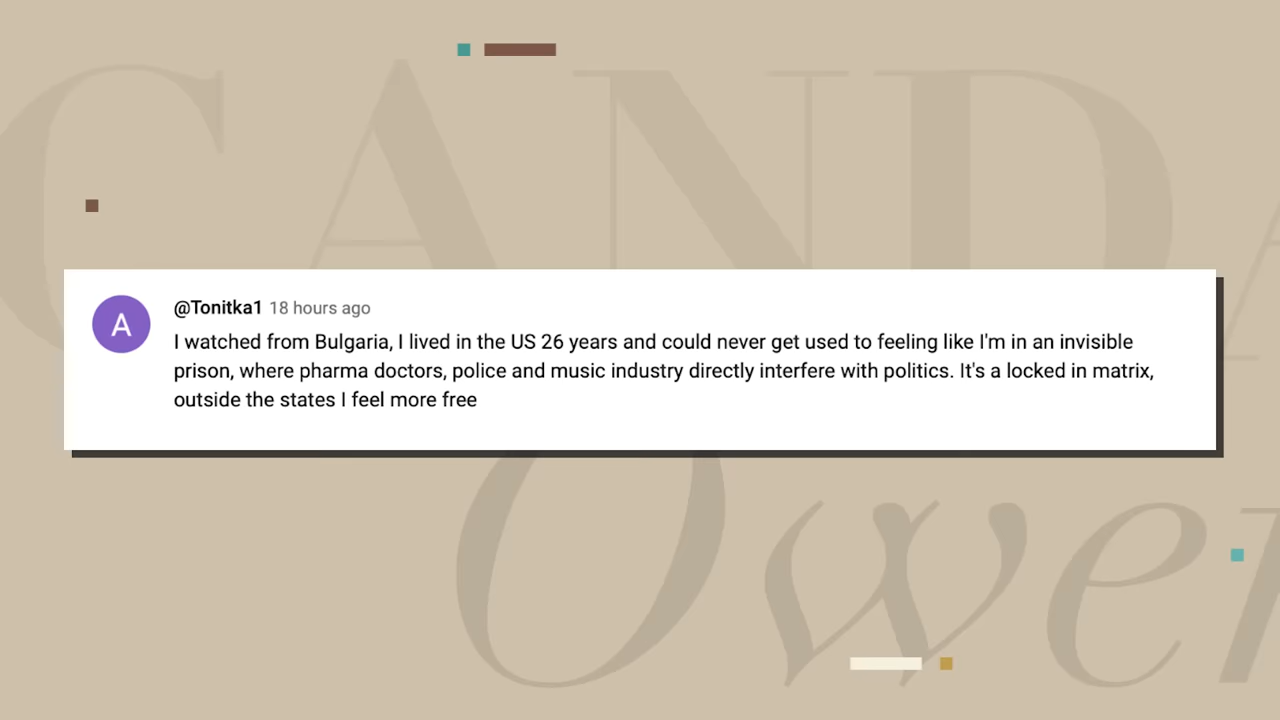 CANDA
@Tonitka1 18 hours ago
A
I watched from Bulgaria, I lived in the US 26 years and could never get used to feeling like I'm in an invisible
prison, where pharma doctors, police and music industry directly interfere with politics. It's a locked in matrix,
outside the states I feel more free
Ower